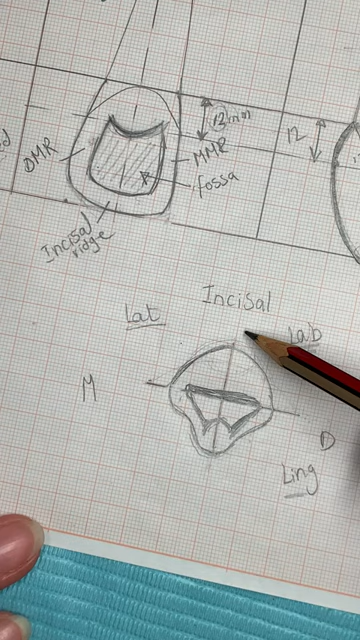 12mm
12
DMR
MMR
fossa
Incisal
ridge
Incisal
Lat
Lab
M
D
Ling